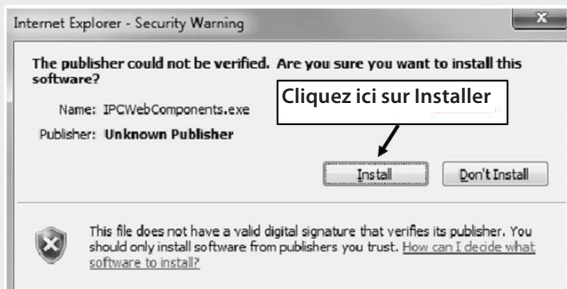 Internet Explorer - Security Warning
The publisher could not be verified. Are you sure you want to install this
software?
Name: IPCWebComponents.exe
Cliquez ici sur Installer
Publisher: Unknown Publisher
Install
Don't Install
This file does not have a valid digital signature that verifies its publisher. You
should only install software from publishers you trust. How can I decide what
software to install?